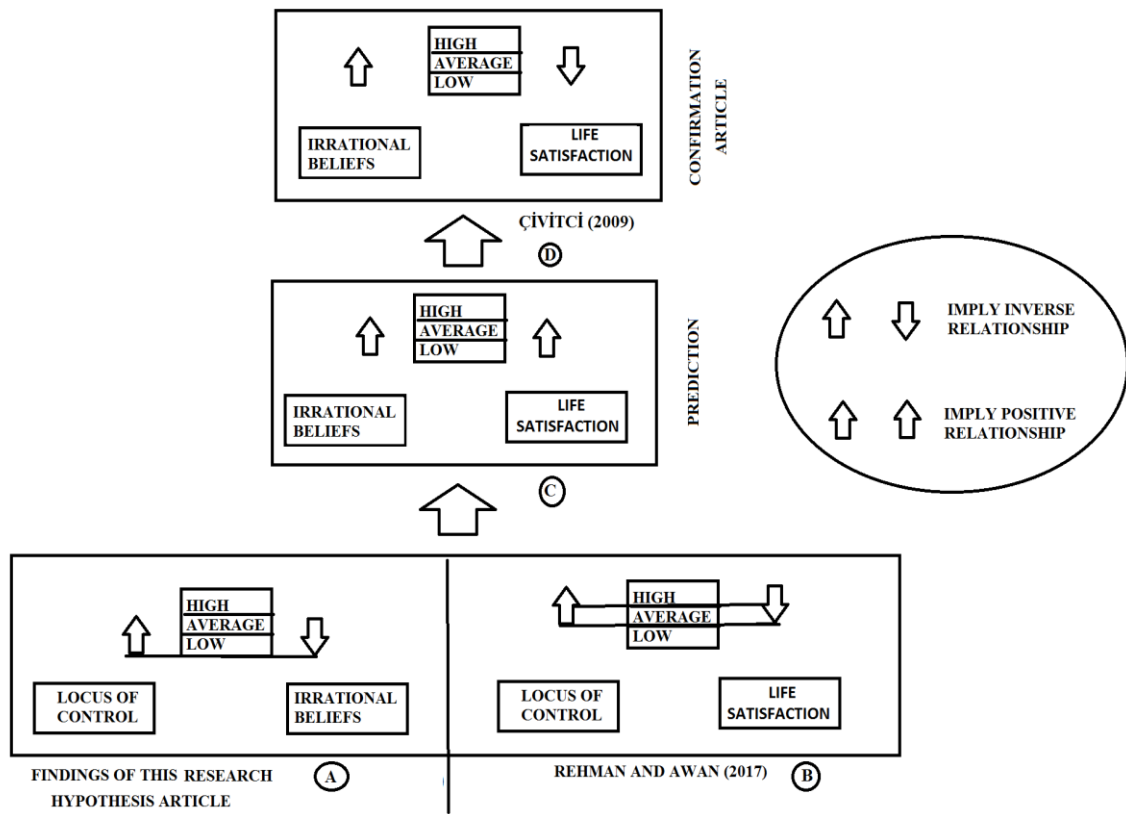 HIGH
AVERAGE
LOW
IRRATIONAL
BELIEFS
LIFE
SATISFACTION
CONFIRMATION
ARTICLE
ÇİVİTCİ (2009)
D
HIGH
AVERAGE
LOW
IRRATIONAL
BELIEFS
LIFE
SATISFACTION
PREDICTION
C
IMPLY INVERSE
RELATIONSHIP
IMPLY POSITIVE
RELATIONSHIP
HIGH
AVERAGE
LOW
LOCUS OF
CONTROL
IRRATIONAL
BELIEFS
FINDINGS OF THIS RESEARCH
HYPOTHESIS ARTICLE
A
HIGH
AVERAGE
LOW
LOCUS OF
CONTROL
LIFE
SATISFACTION
REHMAN AND AWAN (2017)
B